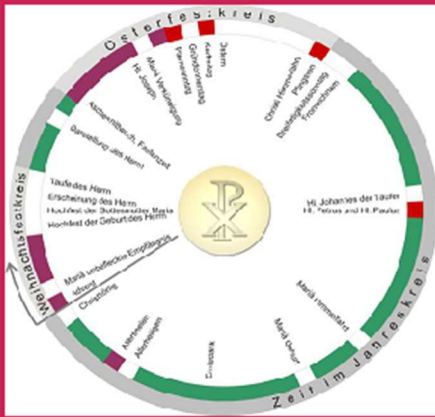 Osterfestkreis
Weihnachtsfestkreis
Zeit im Jahreskreis
Ostern
Karfreitag
Gründonnerstag
Palmsonntag
Mariä Verkündigung
Hl. Joseph
Aschermittwoch, Fastenzeit
Darstellung des Herrn
Taufe des Herrn
Erscheinung des Herrn
Hochfest der Gottesmutter Maria
Hochfest der Geburt des Herrn
Mariä unbefleckte Empfängnis
Advent
Christkönig
Allerseelen
Allerheiligen
Erntedank
Mariä Geburt
Mariä Himmelfahrt
Hl. Petrus und Hl. Paulus
Hl. Johannes der Täufer
Fronleichnam
Dreifaltigkeitssonntag
Pfingsten
Christi Himmelfahrt